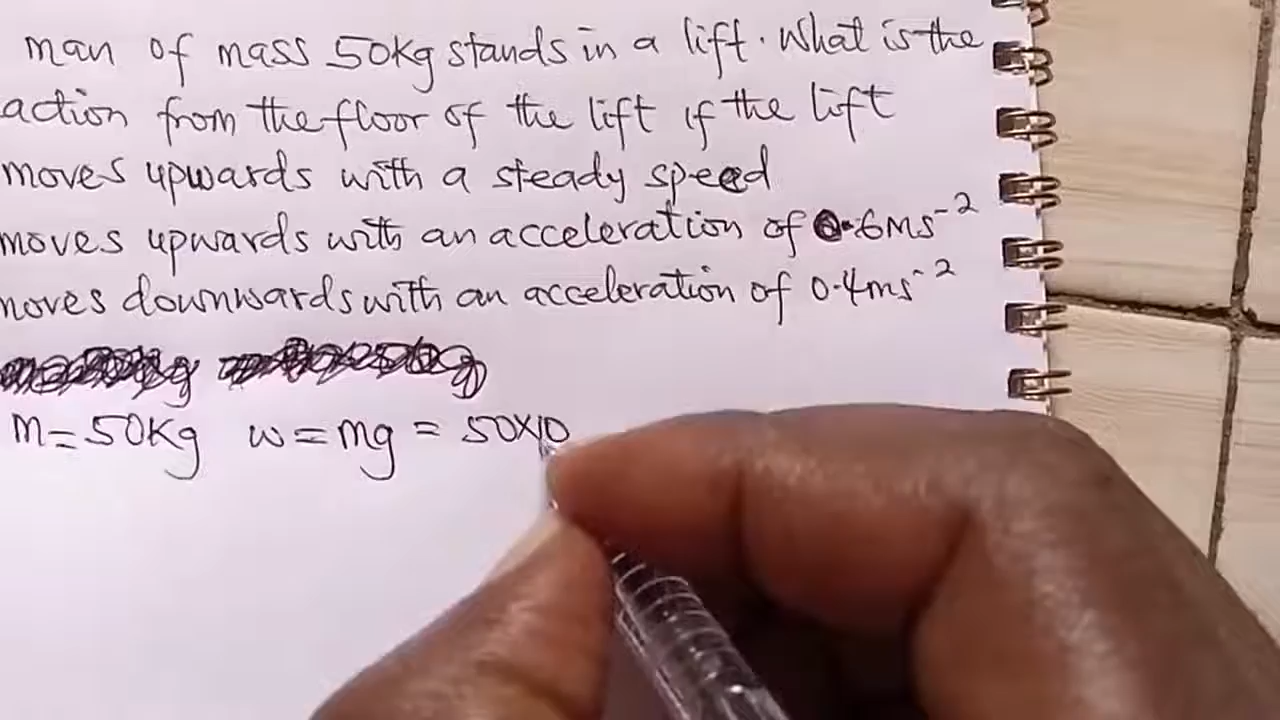 man of mass 50Kg stands in a lift. What is the
action from the floor of the lift if the lift
moves upwards with a steady speed
moves upwards with an acceleration of 0.6ms⁻²
moves downwards with an acceleration of 0.4ms⁻²
m=50Kg w=mg = 50X10